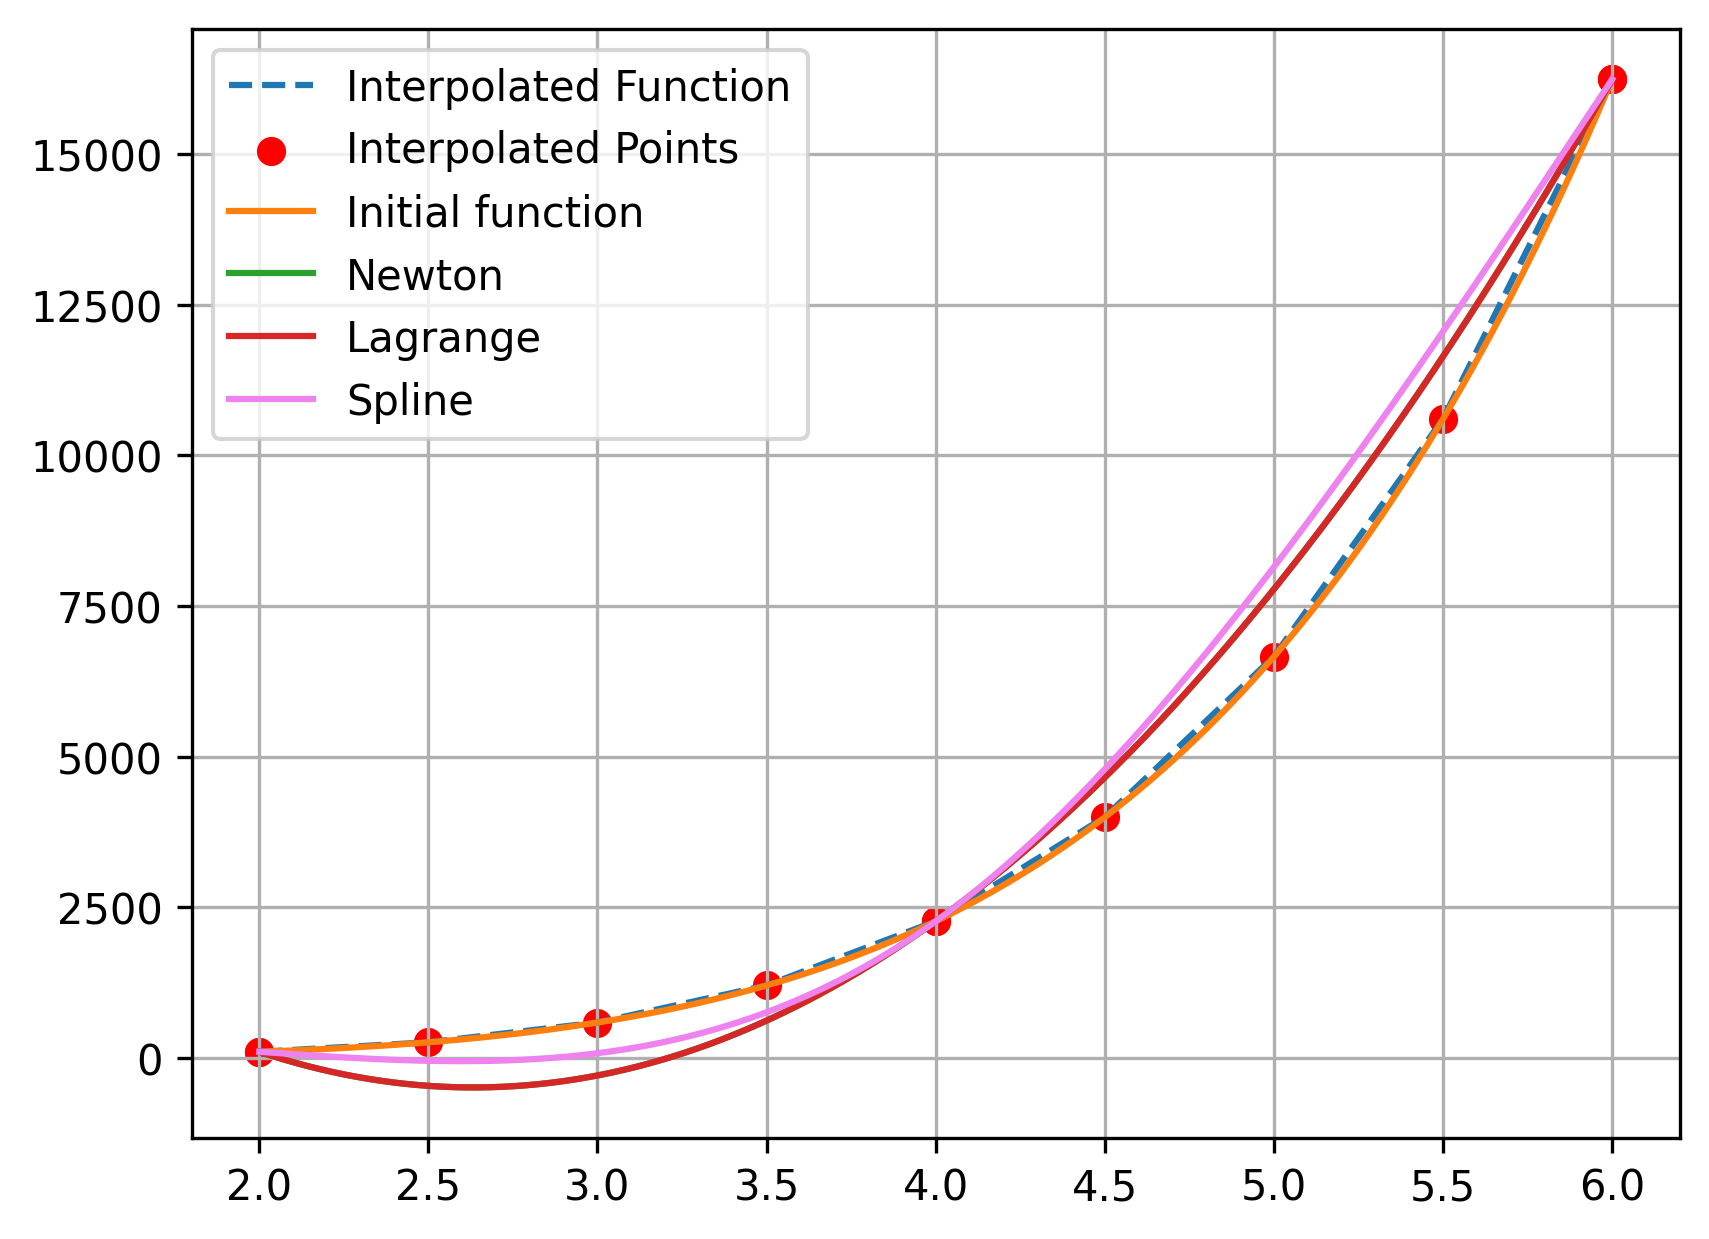 Interpolated Function
Interpolated Points
Initial function
Newton
Lagrange
Spline
15000
12500
10000
7500
5000
2500
0
2.0 2.5 3.0 3.5 4.0 4.5 5.0 5.5 6.0